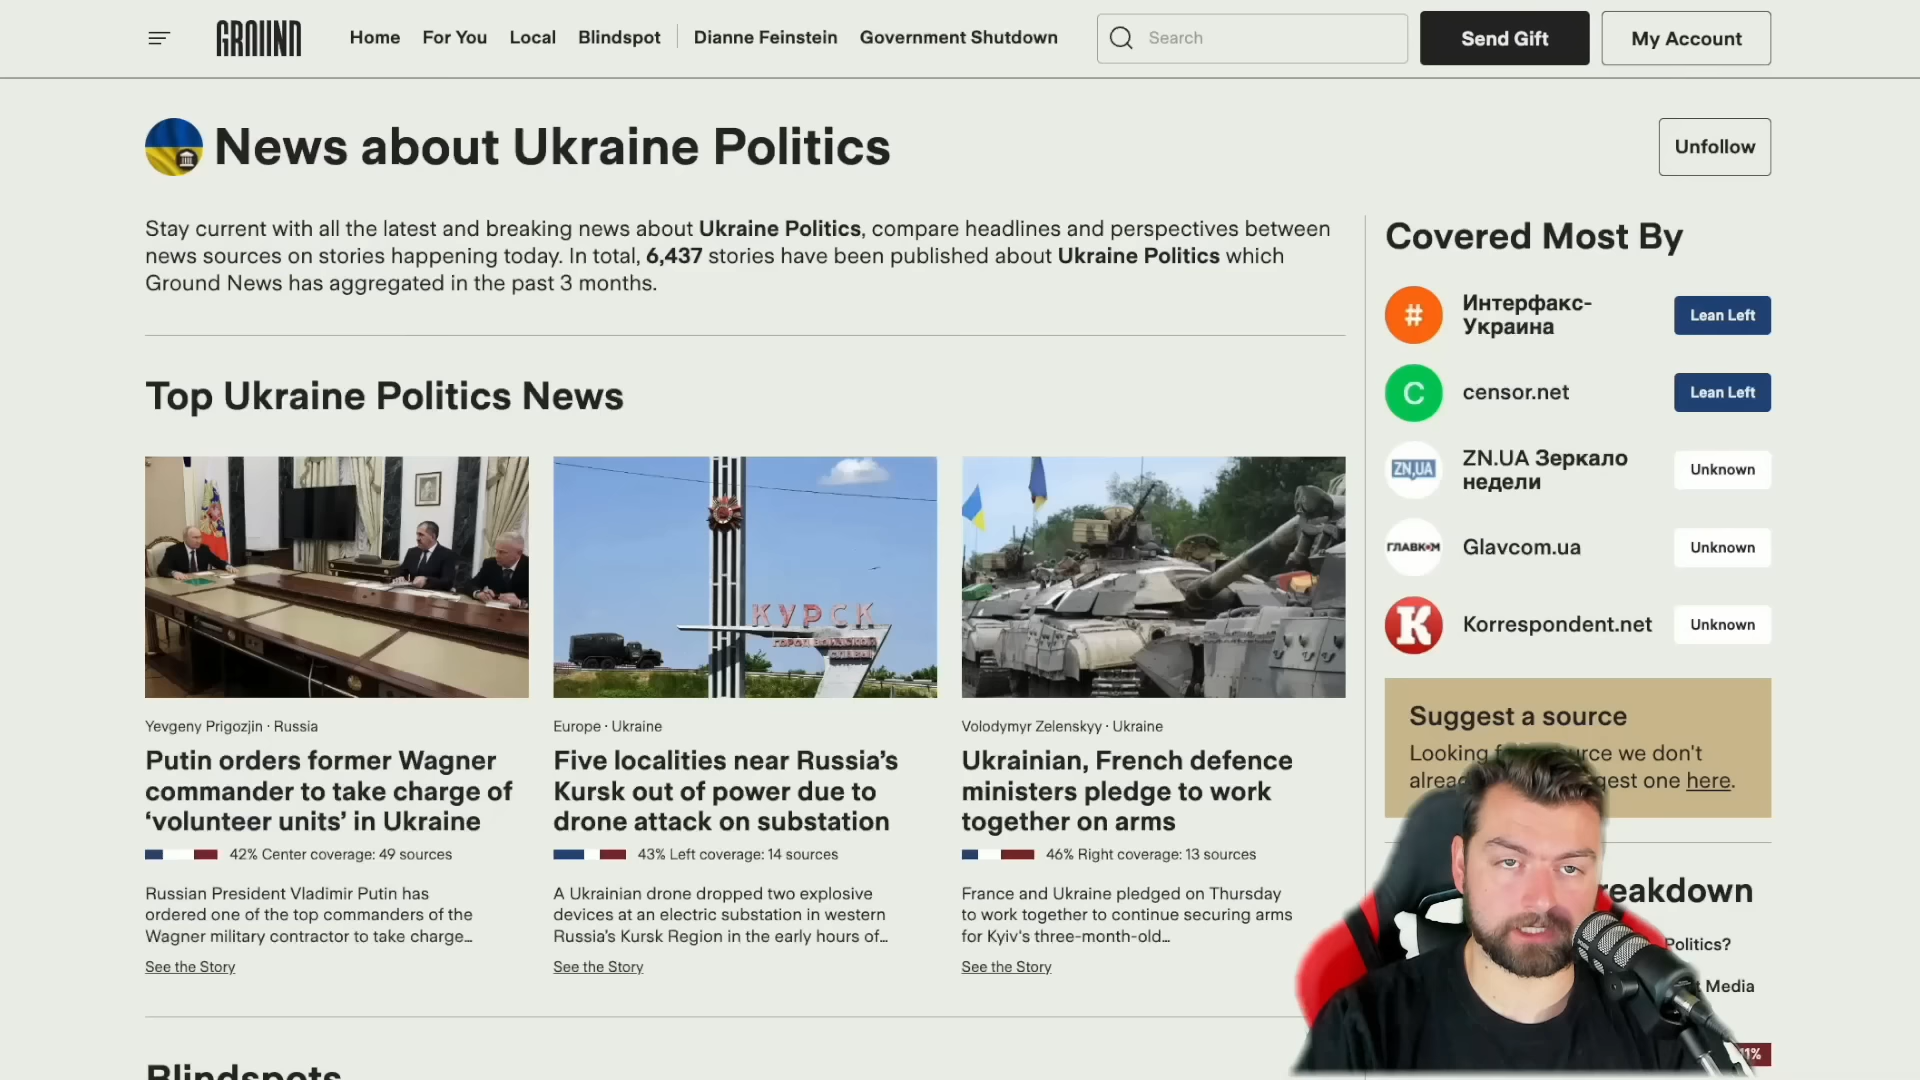 GROUND
Home
For You
Local
Blindspot
Dianne Feinstein
Government Shutdown
Search
Send Gift
My Account
News about Ukraine Politics
Unfollow
Stay current with all the latest and breaking news about Ukraine Politics, compare headlines and perspectives between
news sources on stories happening today. In total, 6,437 stories have been published about Ukraine Politics which
Ground News has aggregated in the past 3 months.
Top Ukraine Politics News
КУРСК
Yevgeny Prigozjin · Russia
Putin orders former Wagner
commander to take charge of
‘volunteer units’ in Ukraine
42% Center coverage: 49 sources
Russian President Vladimir Putin has
ordered one of the top commanders of the
Wagner military contractor to take charge…
See the Story
Europe · Ukraine
Five localities near Russia’s
Kursk out of power due to
drone attack on substation
43% Left coverage: 14 sources
A Ukrainian drone dropped two explosive
devices at an electric substation in western
Russia’s Kursk Region in the early hours of…
See the Story
Volodymyr Zelenskyy · Ukraine
Ukrainian, French defence
ministers pledge to work
together on arms
46% Right coverage: 13 sources
France and Ukraine pledged on Thursday
to work together to continue securing arms
for Kyiv’s three-month-old…
See the Story
Blindspots
Covered Most By
#
Интерфакс-
Украина
Lean Left
C
censor.net
Lean Left
ZN,UA
ZN.UA Зеркало
недели
Unknown
ГЛАВКОМ
Glavcom.ua
Unknown
K
Korrespondent.net
Unknown
Suggest a source
Looking
we don't
here.
Politics?
Media